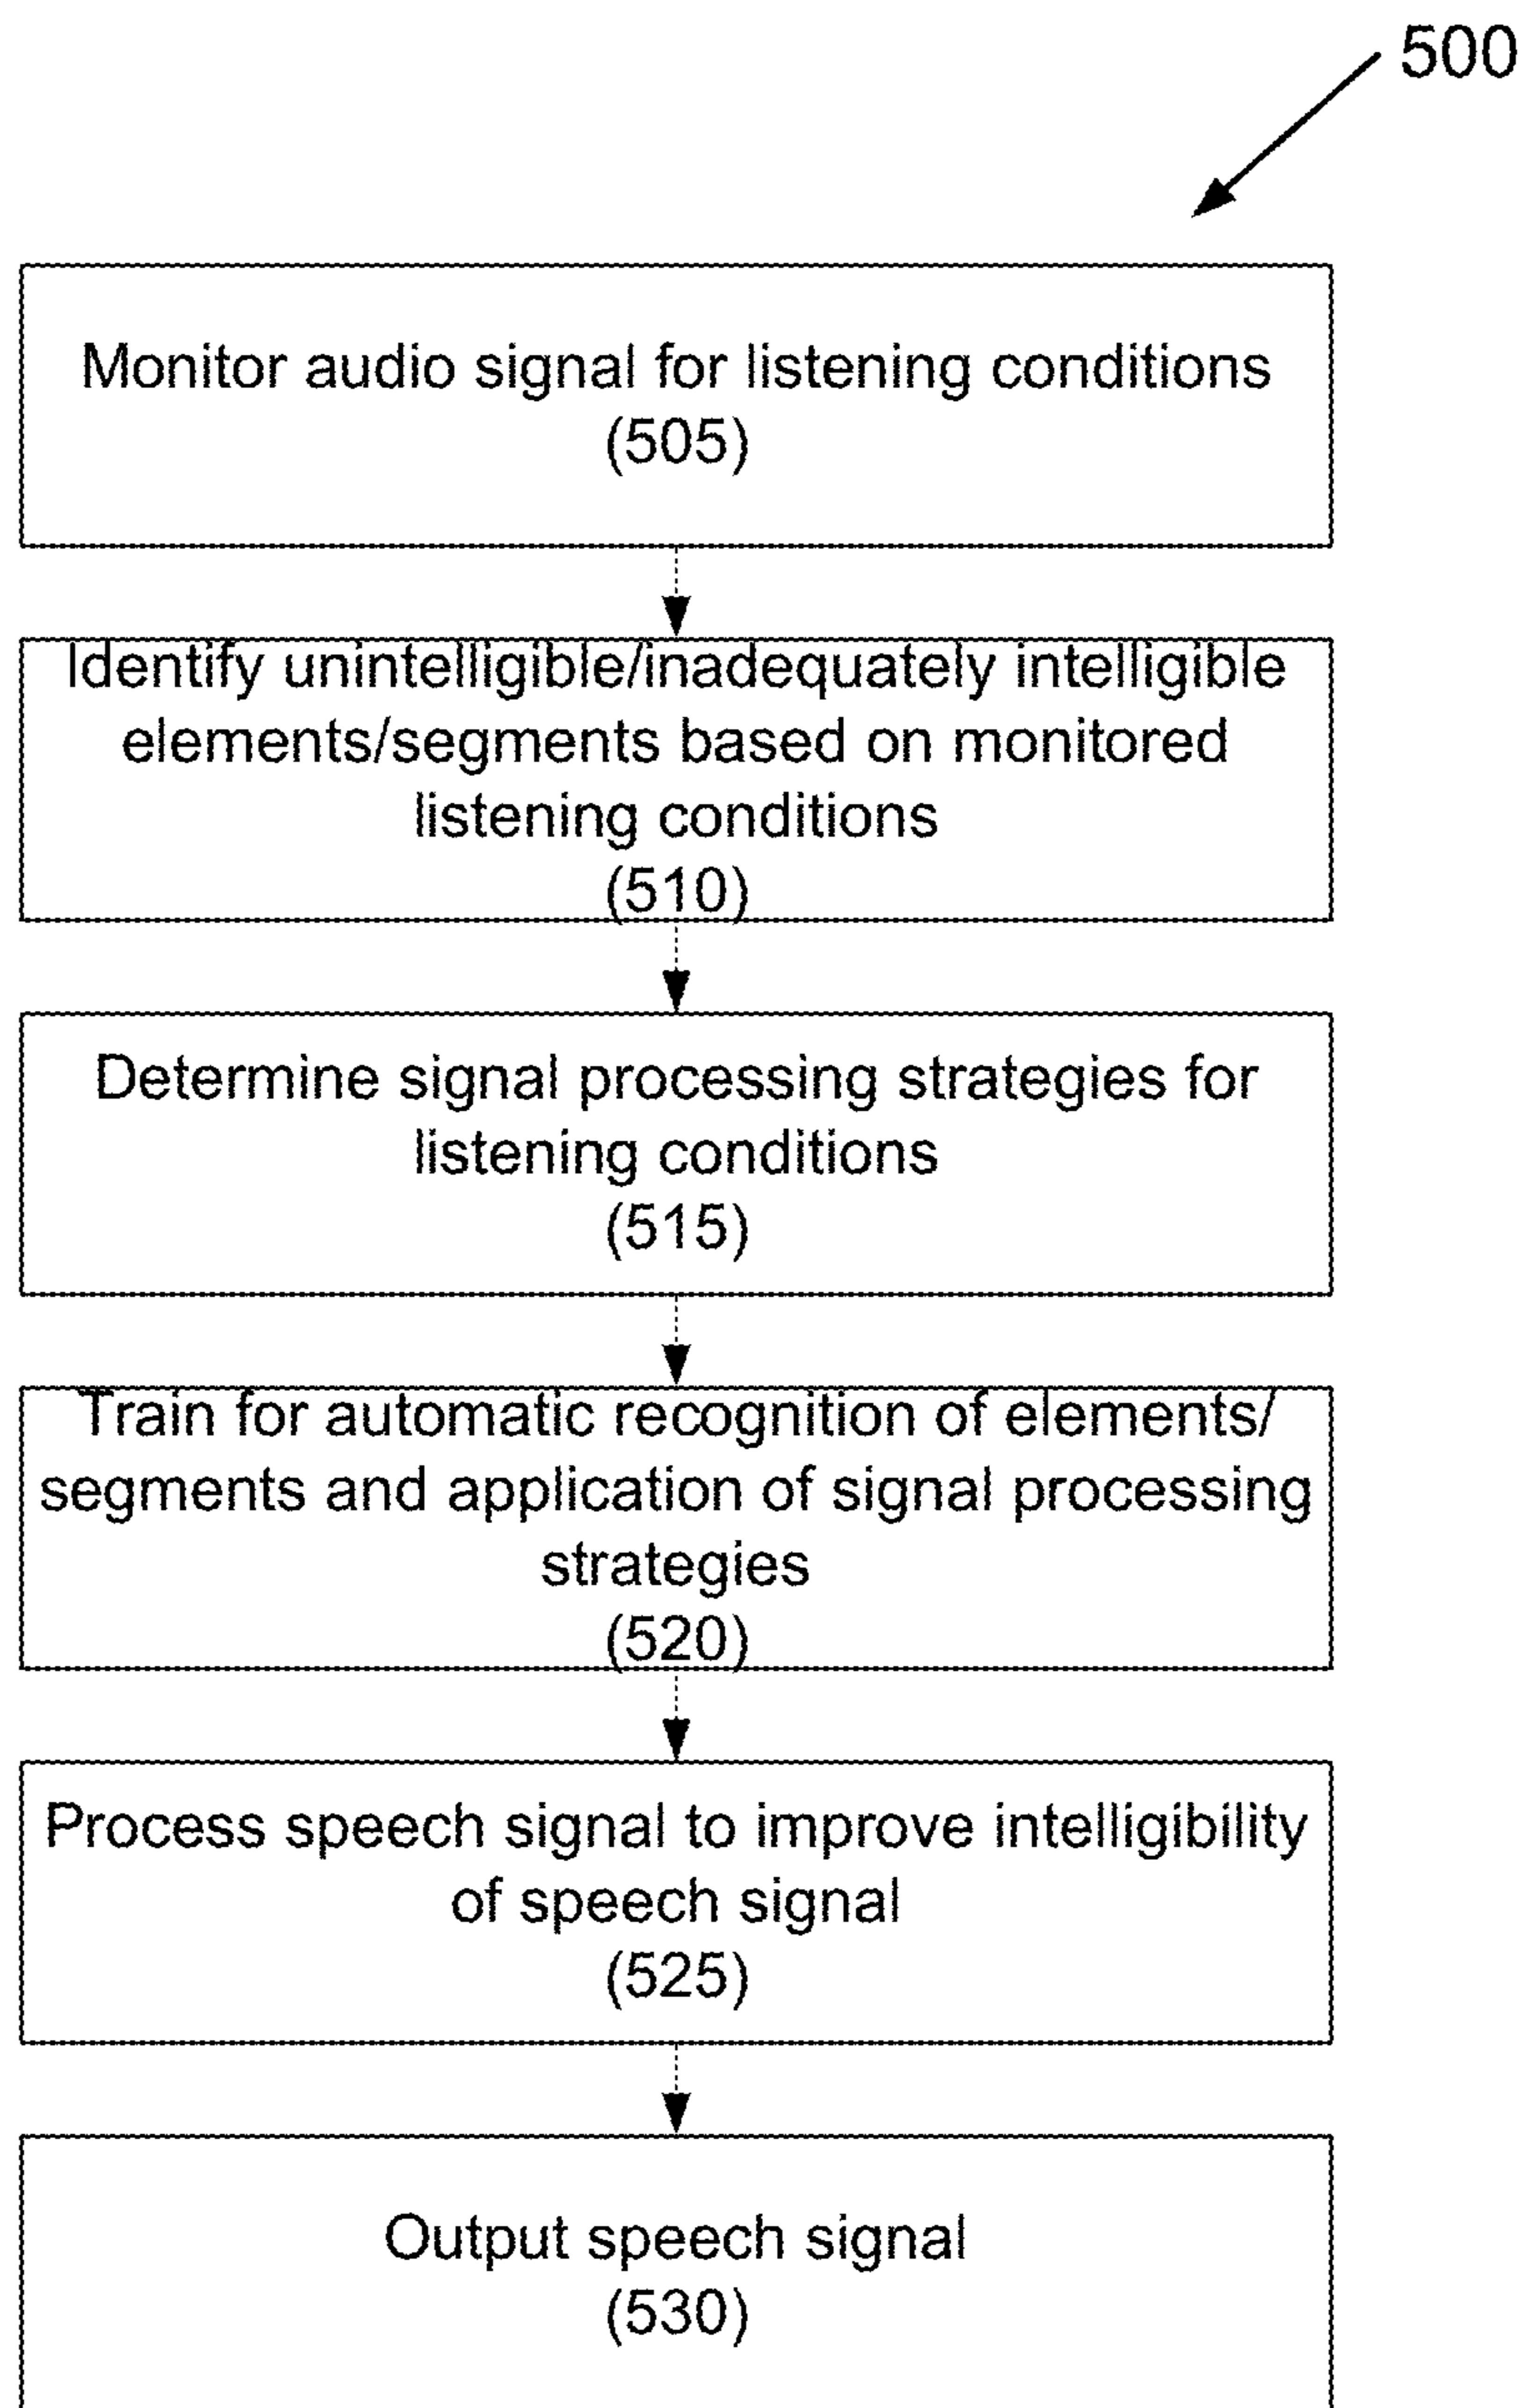 500
Monitor audio signal for listening conditions
(505)
Identify unintelligible/inadequately intelligible
elements/segments based on monitored
listening conditions
(510)
Determine signal processing strategies for
listening conditions
(515)
Train for automatic recognition of elements/
segments and application of signal processing
strategies
(520)
Process speech signal to improve intelligibility
of speech signal
(525)
Output speech signal
(530)